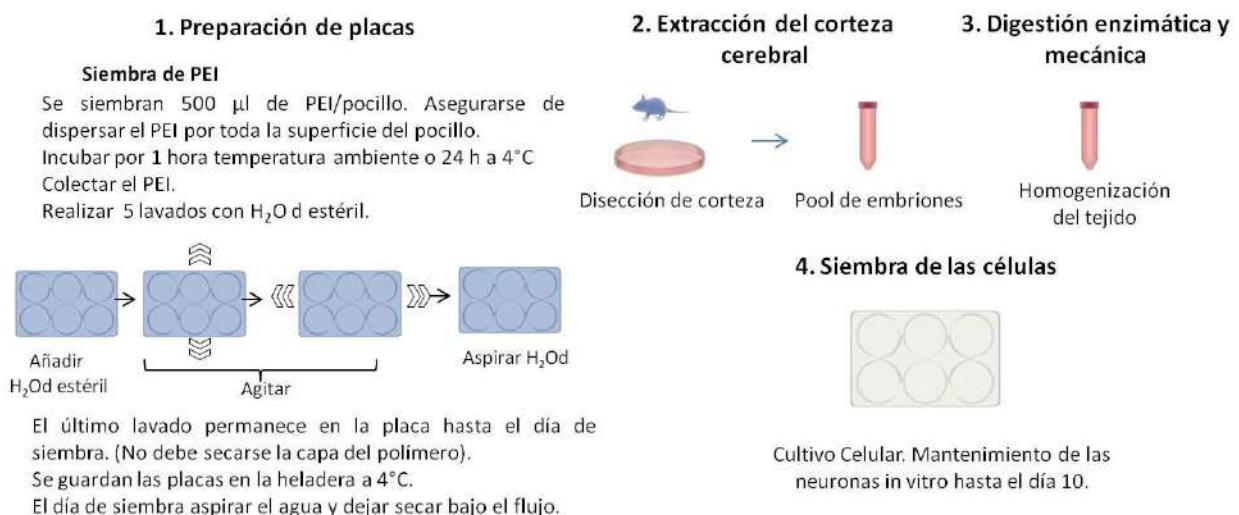 1. Preparación de placas
Siembra de PEI
Se siembran 500 µl de PEI/pocillo. Asegurarse de
dispersar el PEI por toda la superficie del pocillo.
Incubar por 1 hora temperatura ambiente o 24 h a 4°C
Colectar el PEI.
Realizar 5 lavados con H₂O d estéril.
Añadir
H₂Od estéril
Agitar
Aspirar H₂Od
El último lavado permanece en la placa hasta el día de
siembra. (No debe secarse la capa del polímero).
Se guardan las placas en la heladera a 4°C.
El día de siembra aspirar el agua y dejar secar bajo el flujo.
2. Extracción del corteza
cerebral
Disección de corteza
Pool de embriones
3. Digestión enzimática y
mecánica
Homogenización
del tejido
4. Siembra de las células
Cultivo Celular. Mantenimiento de las
neuronas in vitro hasta el día 10.